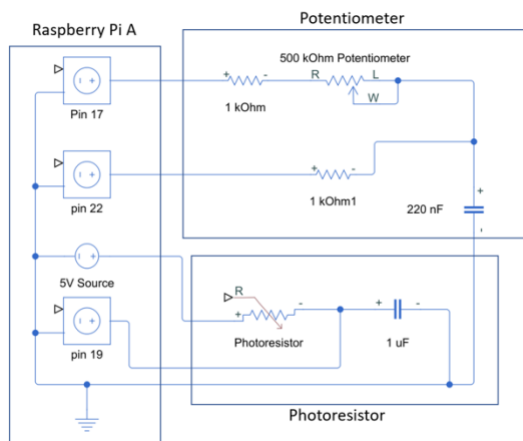 Potentiometer
Raspberry Pi A
500 kOhm Potentiometer
+ - R L
W
1 kOhm
Pin 17
+ -
1 kOhm1
pin 22
+
220 nF
-
5V Source
R
+ - + -
Photoresistor
1 uF
pin 19
Photoresistor